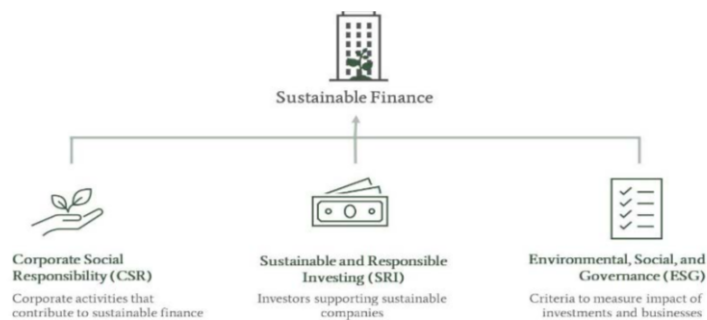 Sustainable Finance
Corporate Social
Responsibility (CSR)
Corporate activities that
contribute to sustainable finance
Sustainable and Responsible
Investing (SRI)
Investors supporting sustainable
companies
Environmental, Social, and
Governance (ESG)
Criteria to measure impact of
investments and businesses